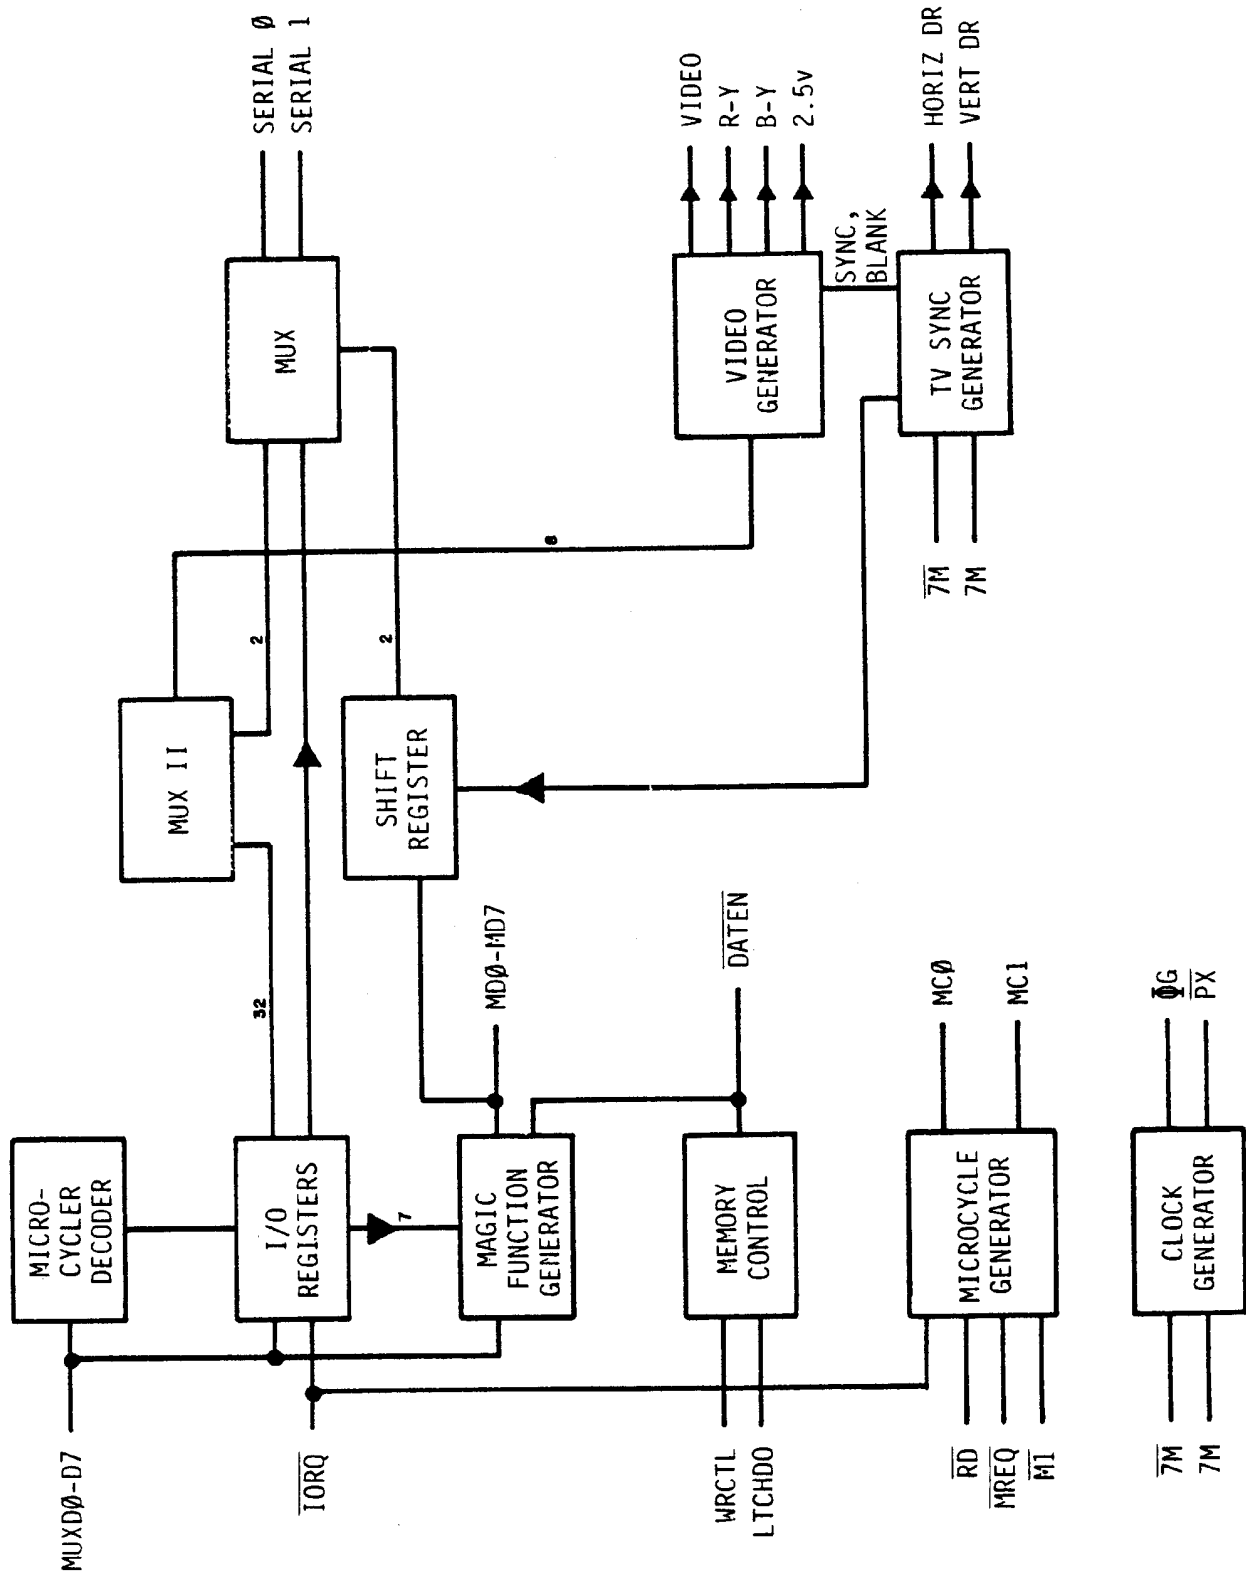 MUXDØ-D7
IORQ
WRCTL
LTCHDO
RD
MREQ
M1
7M
7M
MICRO-
CYCLER
DECODER
I/O
REGISTERS
7
MAGIC
FUNCTION
GENERATOR
MEMORY
CONTROL
MICROCYCLE
GENERATOR
CLOCK
GENERATOR
32
MDØ-MD7
DATEN
MCØ
MC1
ΦG
PX
MUX II
SHIFT
REGISTER
2
2
8
7M
7M
MUX
VIDEO
GENERATOR
SYNC,
BLANK
TV SYNC
GENERATOR
SERIAL Ø
SERIAL 1
VIDEO
R-Y
B-Y
2.5v
HORIZ DR
VERT DR